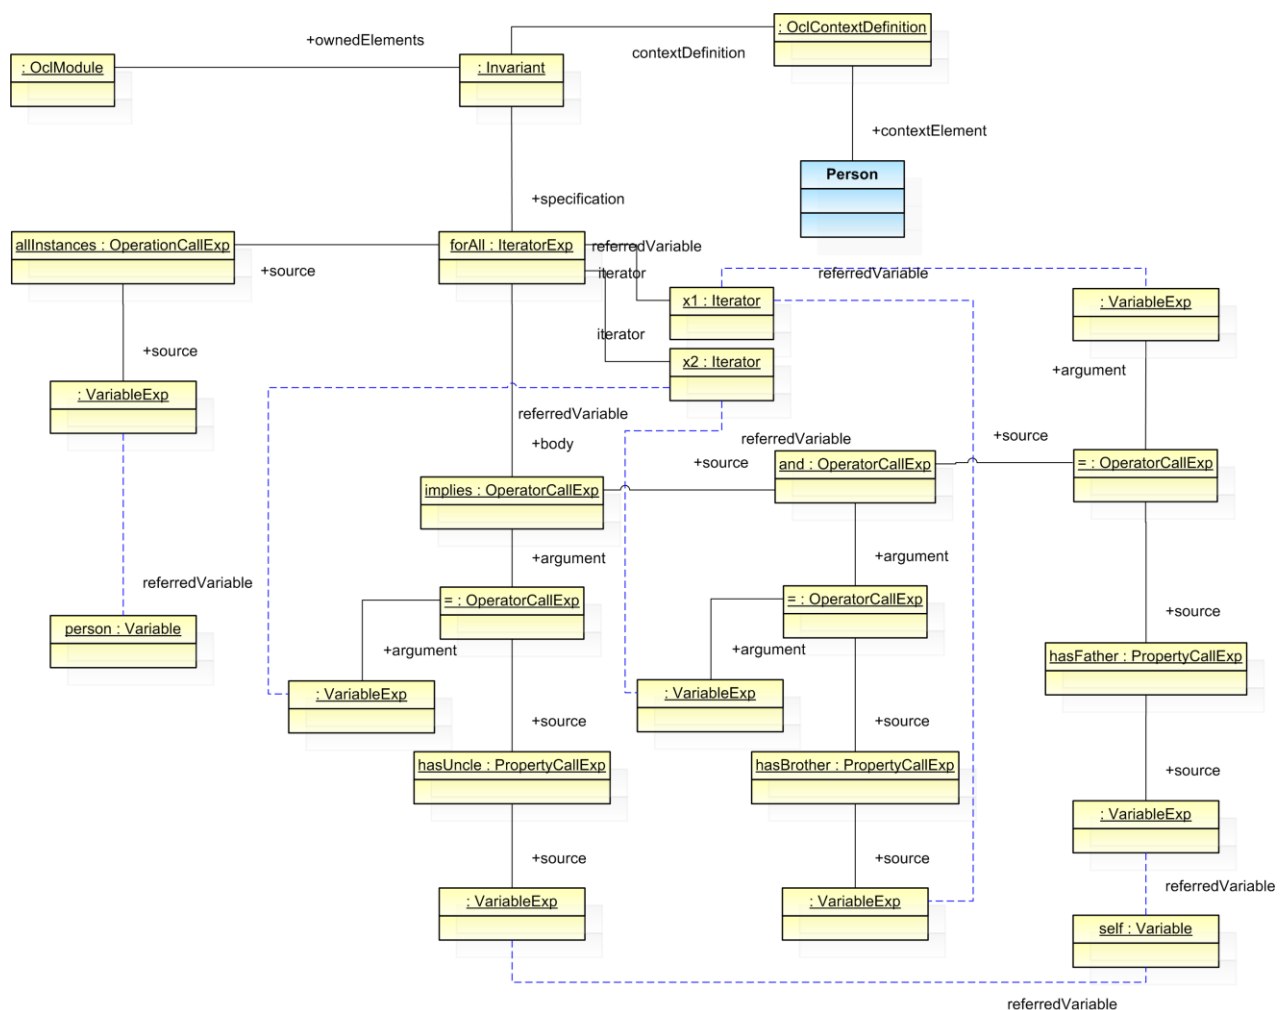 : OclContextDefinition
+ownedElements
contextDefinition
: OclModule
: Invariant
+contextElement
Person
+specification
allInstances : OperationCallExp
forAll : IteratorExp
referredVariable
+source
iterator
referredVariable
x1 : Iterator
: VariableExp
iterator
+source
x2 : Iterator
+argument
: VariableExp
referredVariable
+body
referredVariable
+source
+source
and : OperatorCallExp
= : OperatorCallExp
implies : OperatorCallExp
+argument
+argument
referredVariable
= : OperatorCallExp
= : OperatorCallExp
+source
person : Variable
+argument
+argument
hasFather : PropertyCallExp
: VariableExp
: VariableExp
+source
+source
hasUncle : PropertyCallExp
hasBrother : PropertyCallExp
+source
: VariableExp
+source
+source
referredVariable
: VariableExp
: VariableExp
self : Variable
referredVariable